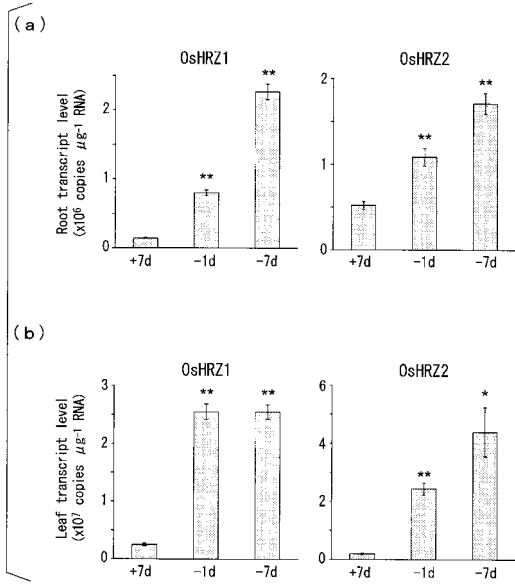 (a)
OsHRZ1
OsHRZ2
Root transcript level
(x10⁶ copies μg⁻¹ RNA)
2
1
0
**
**
+7d
−1d
−7d
2
1
0
**
**
+7d
−1d
−7d
(b)
OsHRZ1
OsHRZ2
Leaf transcript level
(x10⁷ copies μg⁻¹ RNA)
3
2
1
0
**
**
+7d
−1d
−7d
6
4
2
0
**
*
+7d
−1d
−7d